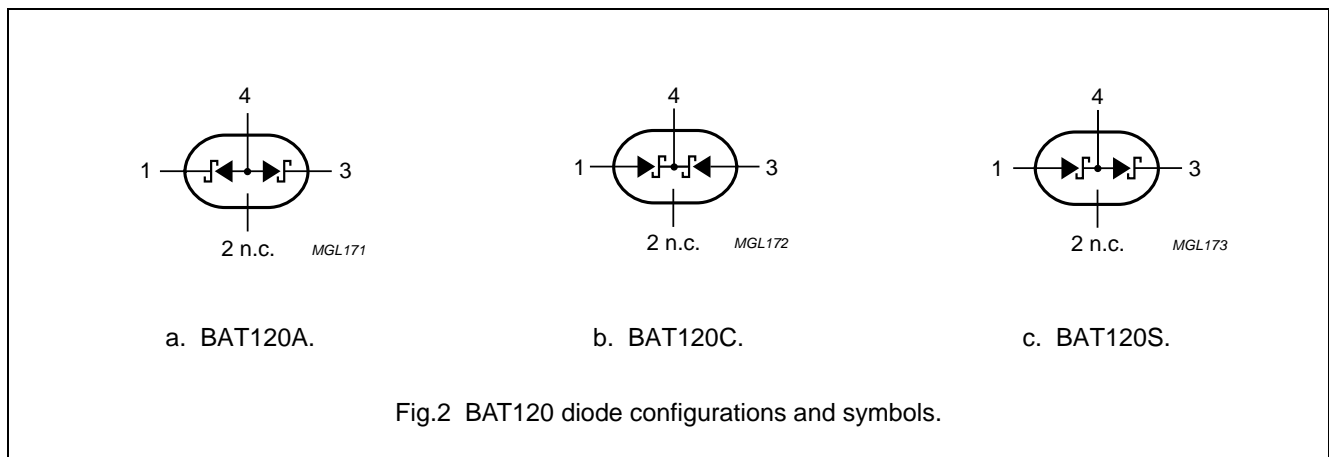 4 4 4
1 3 1 3 1 3
2 n.c. MGL171 2 n.c. MGL172 2 n.c. MGL173
a. BAT120A. b. BAT120C. c. BAT120S.
Fig.2 BAT120 diode configurations and symbols.